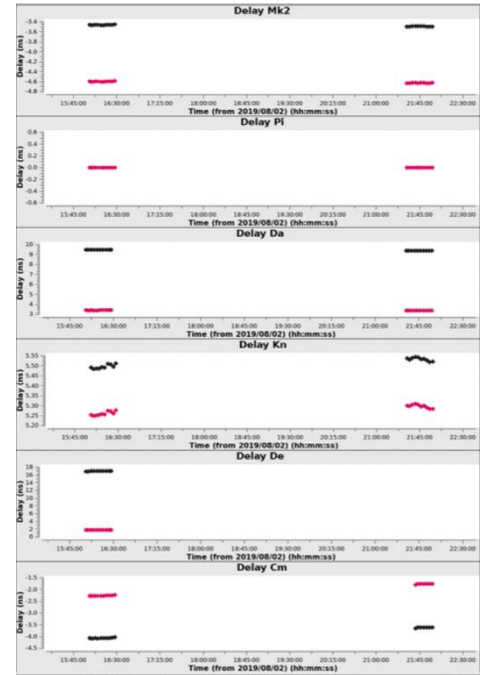 Delay Mk2
Delay (ns)
-3.4
-3.6
-3.8
-4.0
-4.2
-4.4
-4.6
-4.8
15:45:00 16:30:00 17:15:00 18:00:00 18:45:00 19:30:00 20:15:00 21:00:00 21:45:00 22:30:00
Time (from 2019/08/02) (hh:mm:ss)
Delay Pi
Delay (ns)
0.6
0.4
0.2
0.0
-0.2
-0.4
-0.6
15:45:00 16:30:00 17:15:00 18:00:00 18:45:00 19:30:00 20:15:00 21:00:00 21:45:00 22:30:00
Time (from 2019/08/02) (hh:mm:ss)
Delay Da
Delay (ns)
10
9
8
7
6
5
4
3
15:45:00 16:30:00 17:15:00 18:00:00 18:45:00 19:30:00 20:15:00 21:00:00 21:45:00 22:30:00
Time (from 2019/08/02) (hh:mm:ss)
Delay Kn
Delay (ns)
5.55
5.50
5.45
5.40
5.35
5.30
5.25
5.20
15:45:00 16:30:00 17:15:00 18:00:00 18:45:00 19:30:00 20:15:00 21:00:00 21:45:00 22:30:00
Time (from 2019/08/02) (hh:mm:ss)
Delay De
Delay (ns)
18
16
14
12
10
8
6
4
2
0
15:45:00 16:30:00 17:15:00 18:00:00 18:45:00 19:30:00 20:15:00 21:00:00 21:45:00 22:30:00
Time (from 2019/08/02) (hh:mm:ss)
Delay Cm
Delay (ns)
-1.5
-2.0
-2.5
-3.0
-3.5
-4.0
-4.5
15:45:00 16:30:00 17:15:00 18:00:00 18:45:00 19:30:00 20:15:00 21:00:00 21:45:00 22:30:00
Time (from 2019/08/02) (hh:mm:ss)